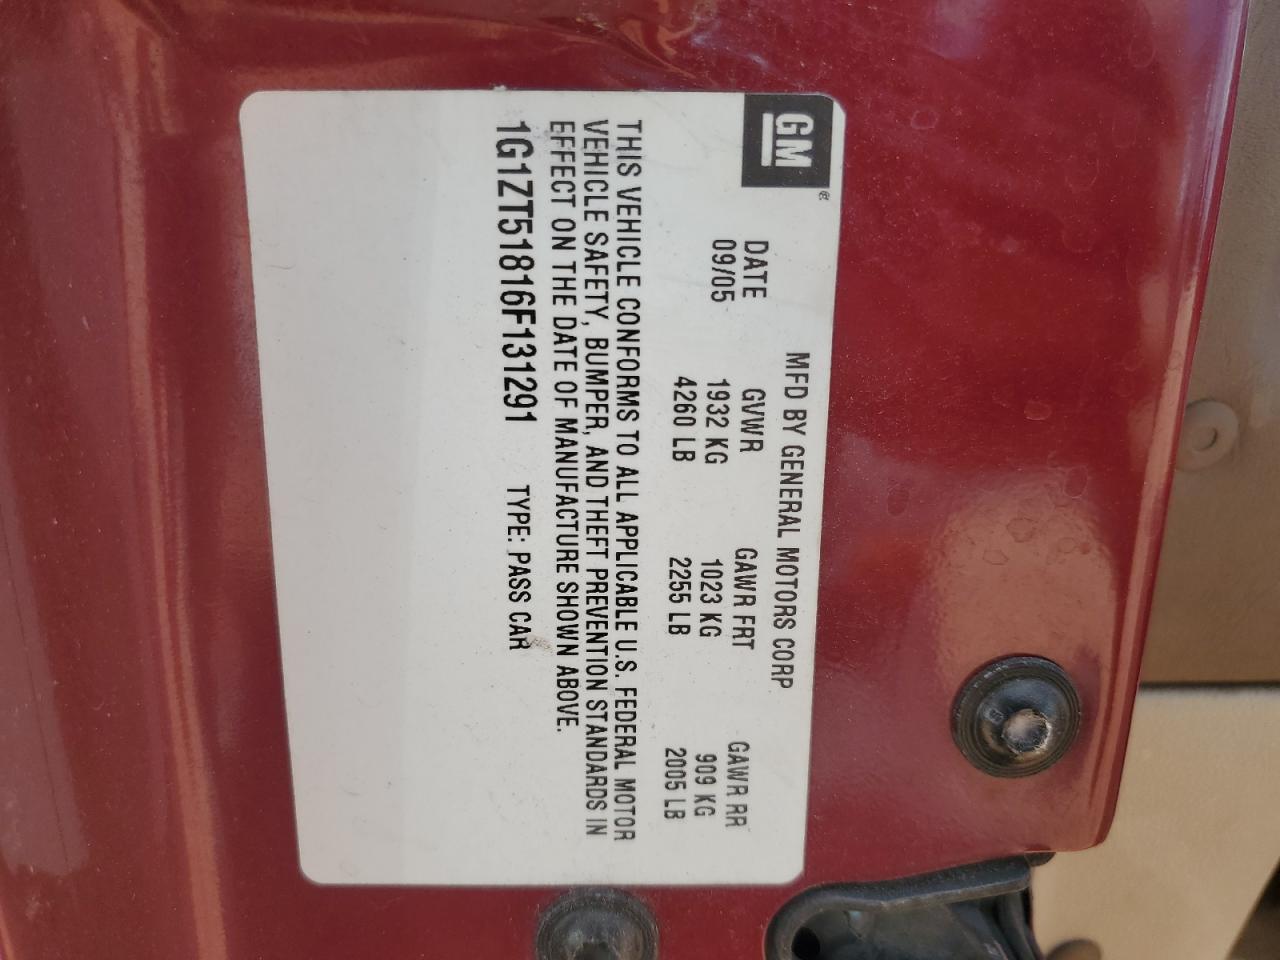 GM®
MFD BY GENERAL MOTORS CORP
DATE GVWR GAWR FRT GAWR RR
09/05 1932 KG 1023 KG 909 KG
4260 LB 2255 LB 2005 LB
THIS VEHICLE CONFORMS TO ALL APPLICABLE U.S. FEDERAL MOTOR
VEHICLE SAFETY, BUMPER, AND THEFT PREVENTION STANDARDS IN
EFFECT ON THE DATE OF MANUFACTURE SHOWN ABOVE.
1G1ZT51816F131291 TYPE: PASS CAR